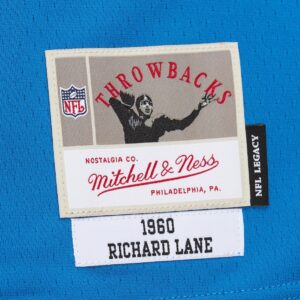 THROWBACKS
NFL
NOSTALGIA CO.
Mitchell & Ness
PHILADELPHIA, PA.
NFL LEGACY
1960
RICHARD LANE